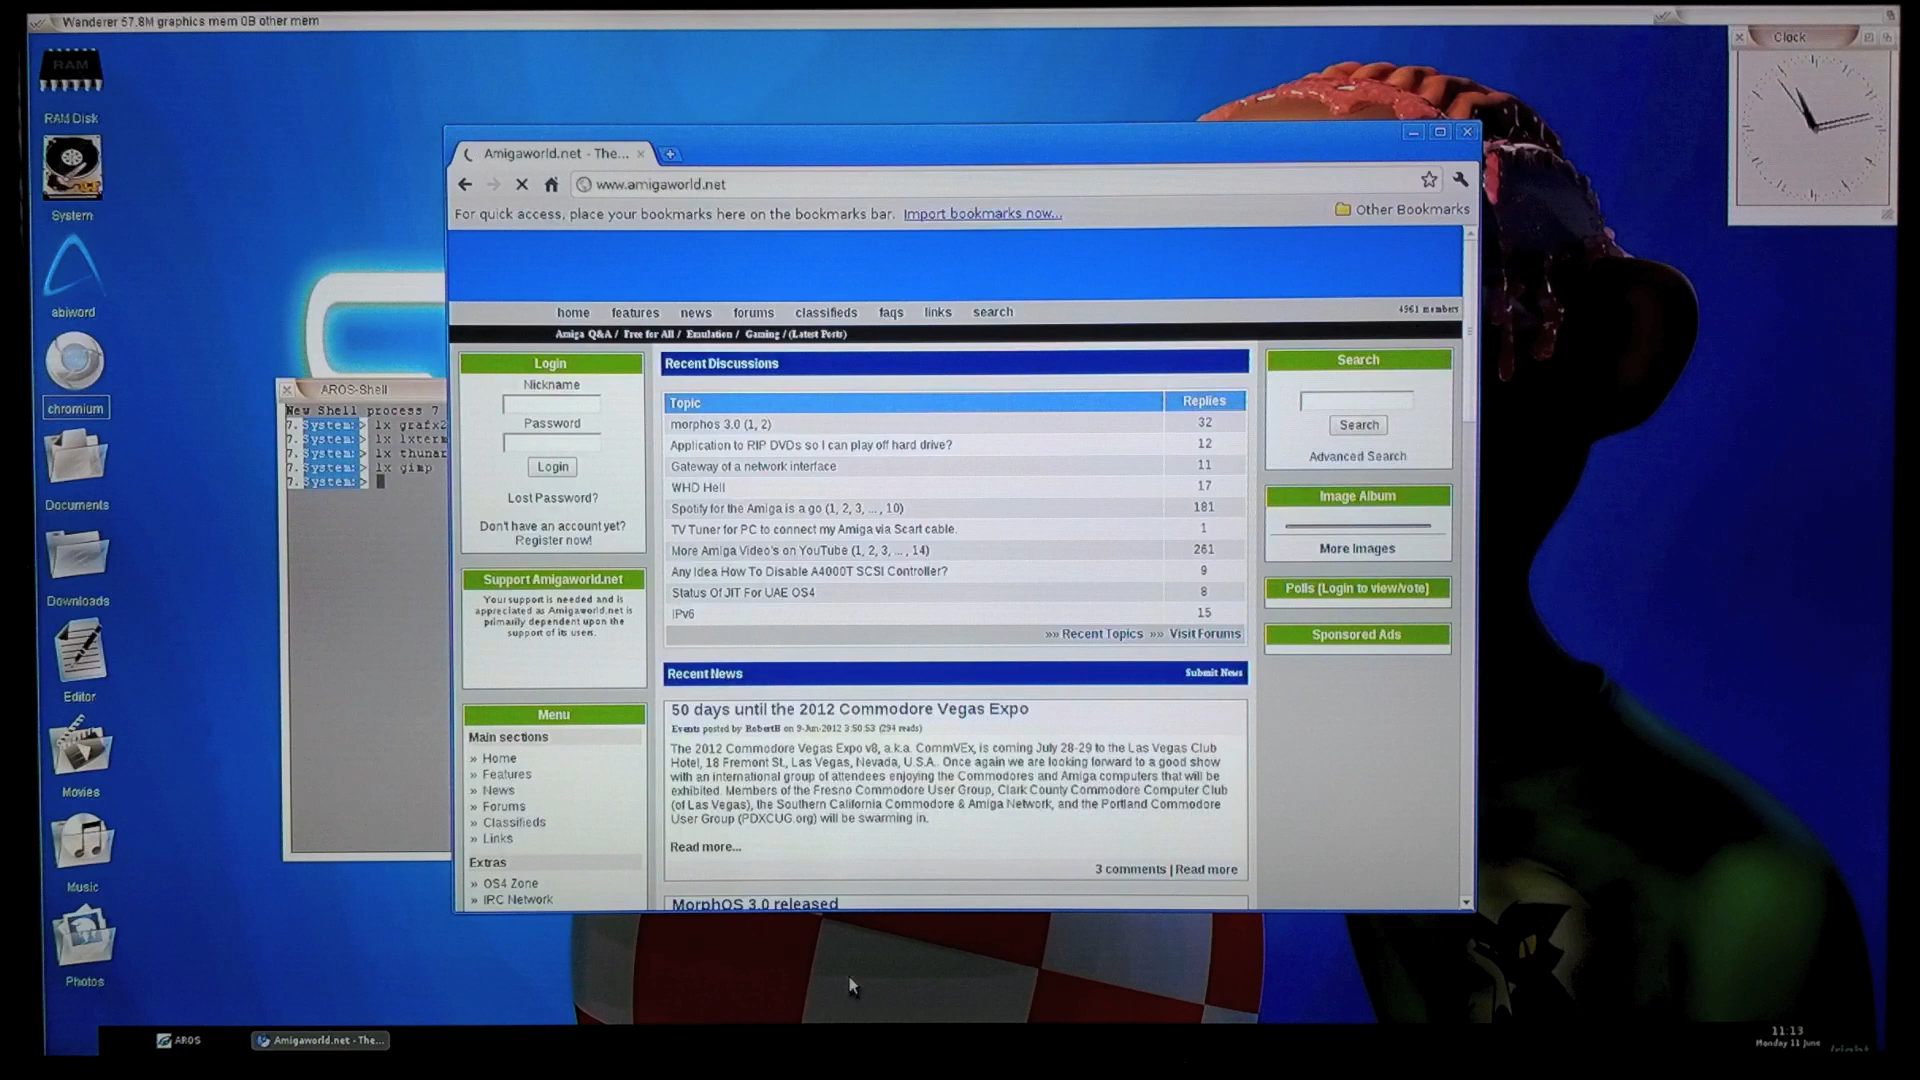 Wanderer 57.8M graphics mem 0B other mem
RAM
RAM Disk
System
abiword
chromium
Documents
Downloads
Editor
Movies
Music
Photos
Clock
AROS-Shell
New Shell process 7
7.System:> lx grafx2
7.System:> lx lxterm
7.System:> lx thunar
7.System:> lx gimp
7.System:>
Amigaworld.net - The...
www.amigaworld.net
For quick access, place your bookmarks here on the bookmarks bar. Import bookmarks now...
Other Bookmarks
home features news forums classifieds faqs links search
4961 members
Amiga Q&A / Free for All / Emulation / Gaming / (Latest Posts)
Login
Nickname
Password
Login
Lost Password?
Don't have an account yet?
Register now!
Support Amigaworld.net
Your support is needed and is
appreciated as Amigaworld.net is
primarily dependent upon the
support of its users.
Menu
Main sections
» Home
» Features
» News
» Forums
» Classifieds
» Links
Extras
» OS4 Zone
» IRC Network
Recent Discussions
Topic Replies
morphos 3.0 (1, 2) 32
Application to RIP DVDs so I can play off hard drive? 12
Gateway of a network interface 11
WHD Hell 17
Spotify for the Amiga is a go (1, 2, 3, ... , 10) 181
TV Tuner for PC to connect my Amiga via Scart cable. 1
More Amiga Video's on YouTube (1, 2, 3, ... , 14) 261
Any Idea How To Disable A4000T SCSI Controller? 9
Status Of JIT For UAE OS4 8
IPv6 15
»» Recent Topics »» Visit Forums
Recent News Submit News
50 days until the 2012 Commodore Vegas Expo
Events posted by RobertB on 9-Jun-2012 3:50:53 (294 reads)
The 2012 Commodore Vegas Expo v8, a.k.a. CommVEx, is coming July 28-29 to the Las Vegas Club
Hotel, 18 Fremont St., Las Vegas, Nevada, U.S.A. Once again we are looking forward to a good show
with an international group of attendees enjoying the Commodores and Amiga computers that will be
exhibited. Members of the Fresno Commodore User Group, Clark County Commodore Computer Club
(of Las Vegas), the Southern California Commodore & Amiga Network, and the Portland Commodore
User Group (PDXCUG.org) will be swarming in.
Read more...
3 comments | Read more
MorphOS 3.0 released
Search
Search
Advanced Search
Image Album
More Images
Polls [Login to view/vote]
Sponsored Ads
AROS
Amigaworld.net - The...
11:13
Monday 11 June